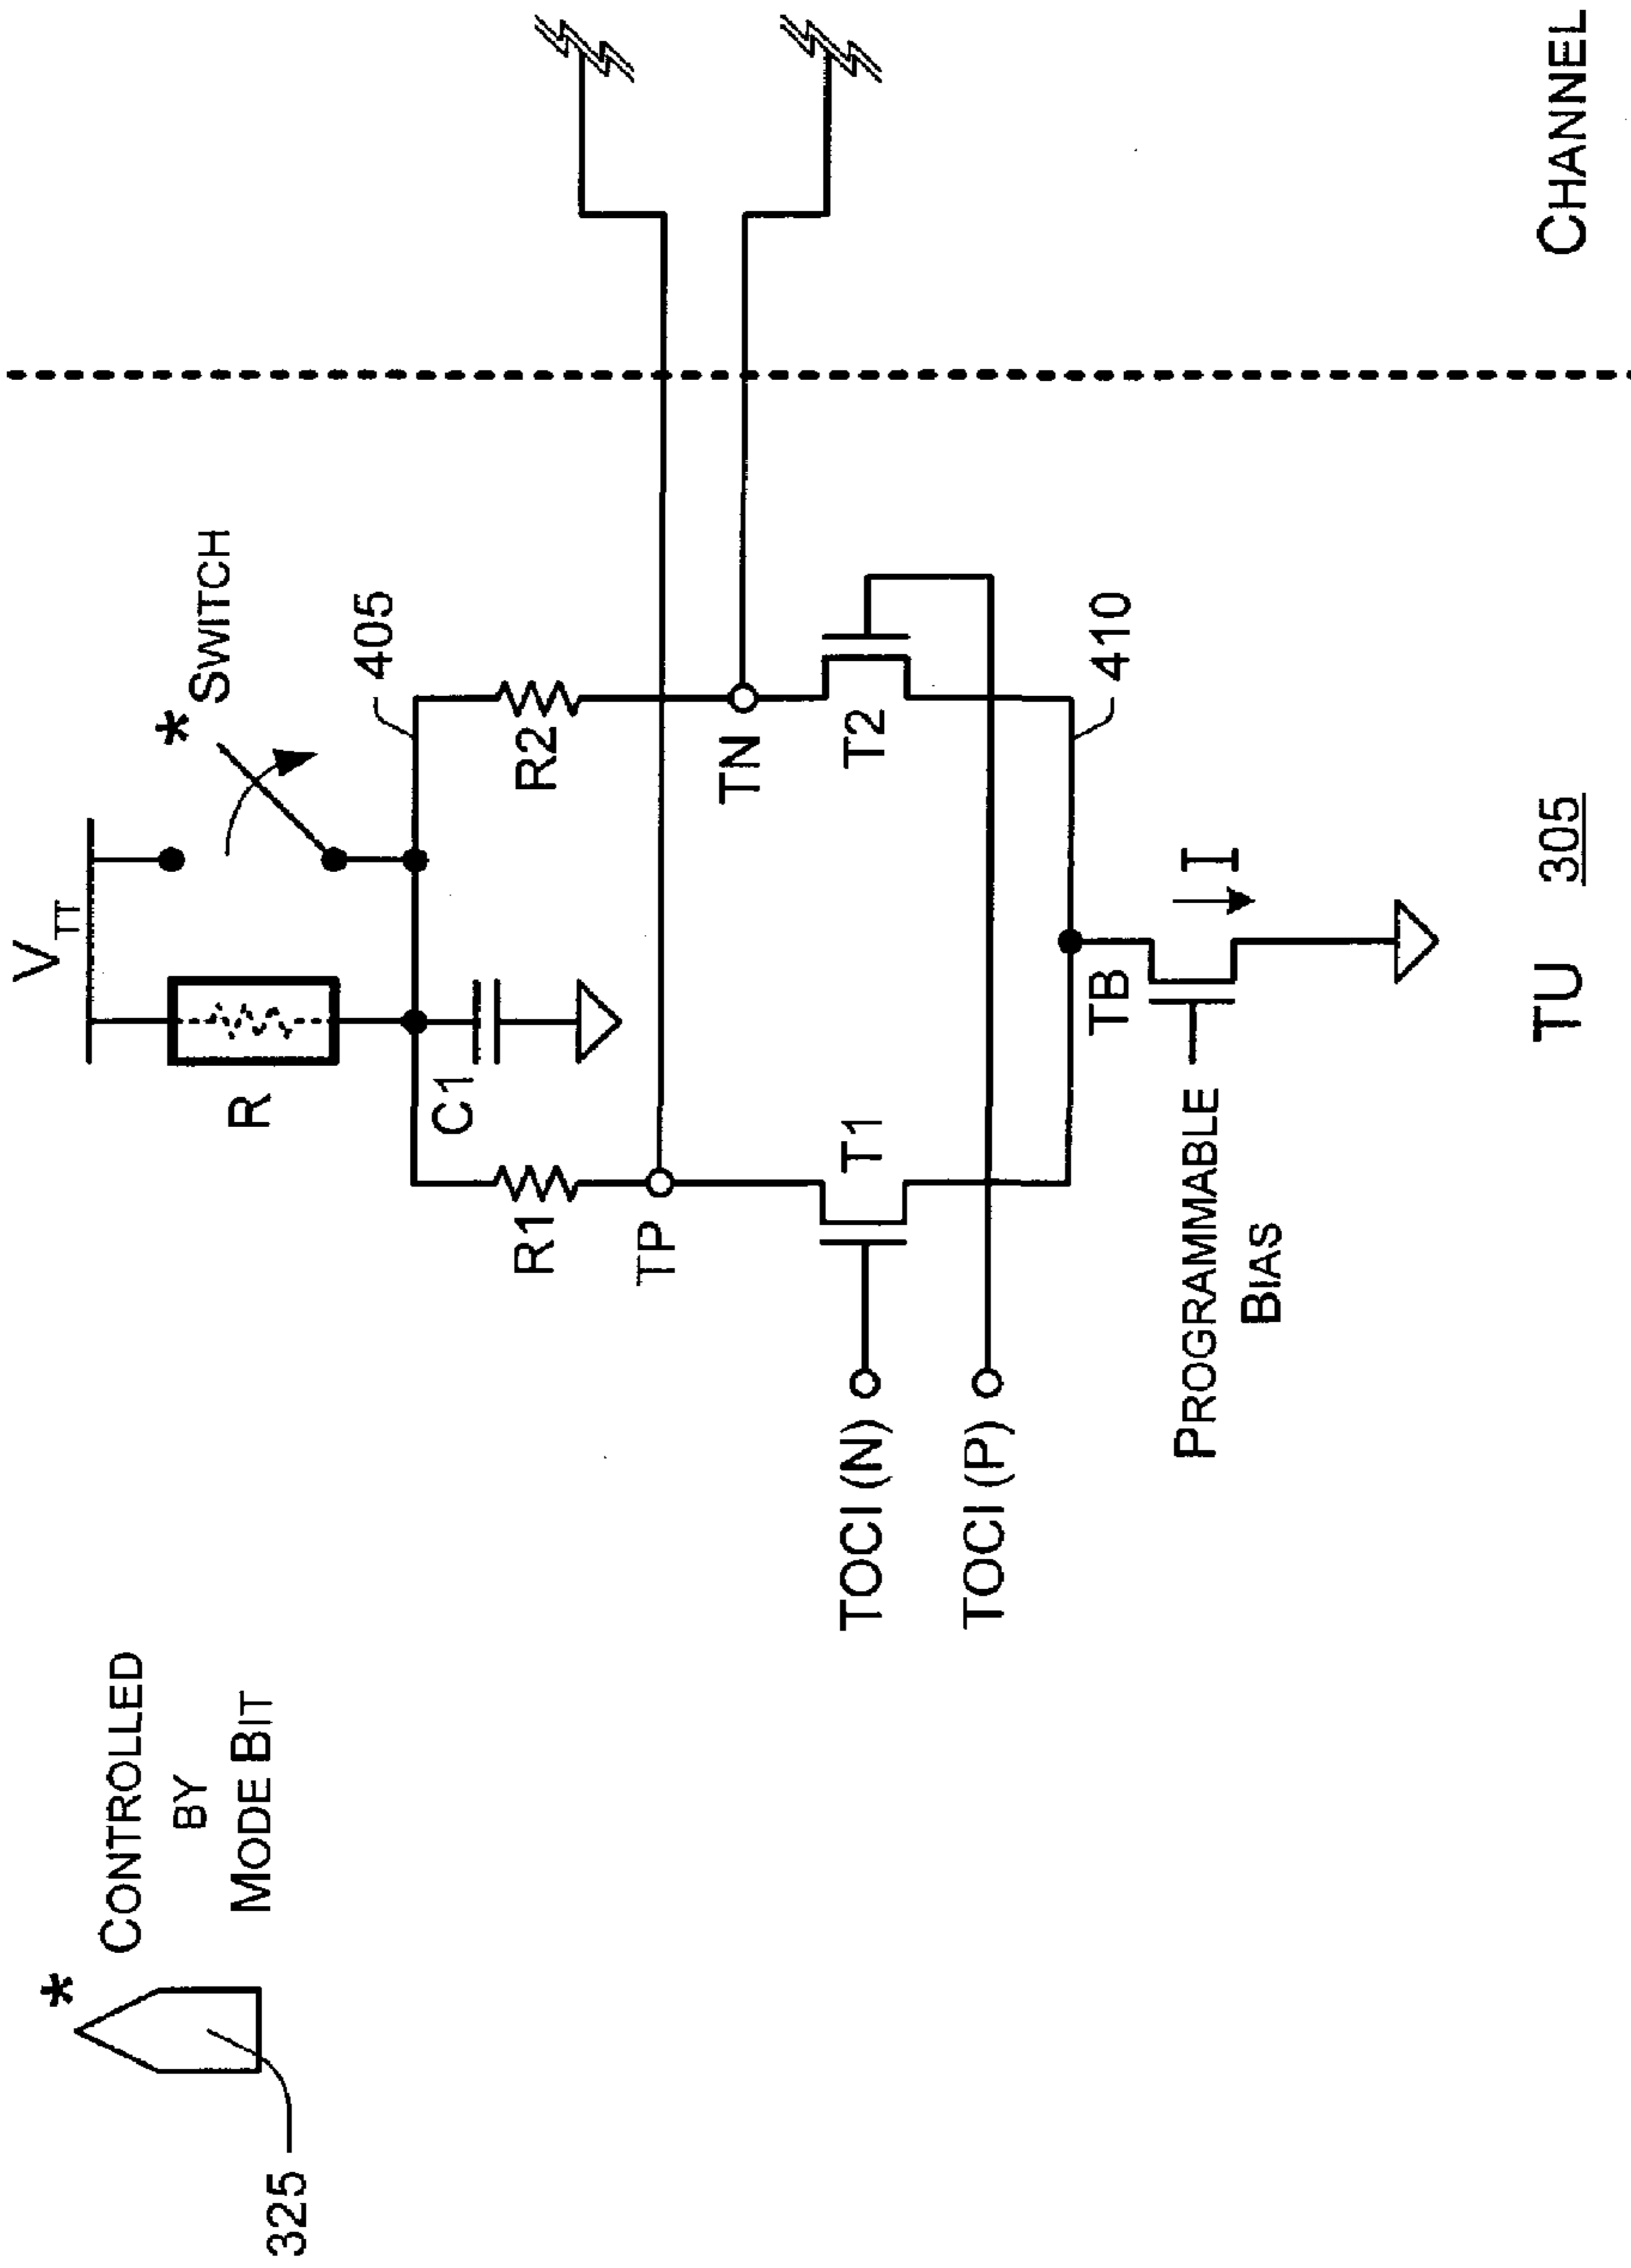 *
CONTROLLED
BY
MODE BIT
325
VTT
* SWITCH
R
405
C1
R1
R2
TP
TN
TOCI (N)
T1
T2
TOCI (P)
410
TB
I
PROGRAMMABLE
BIAS
TU 305
CHANNEL